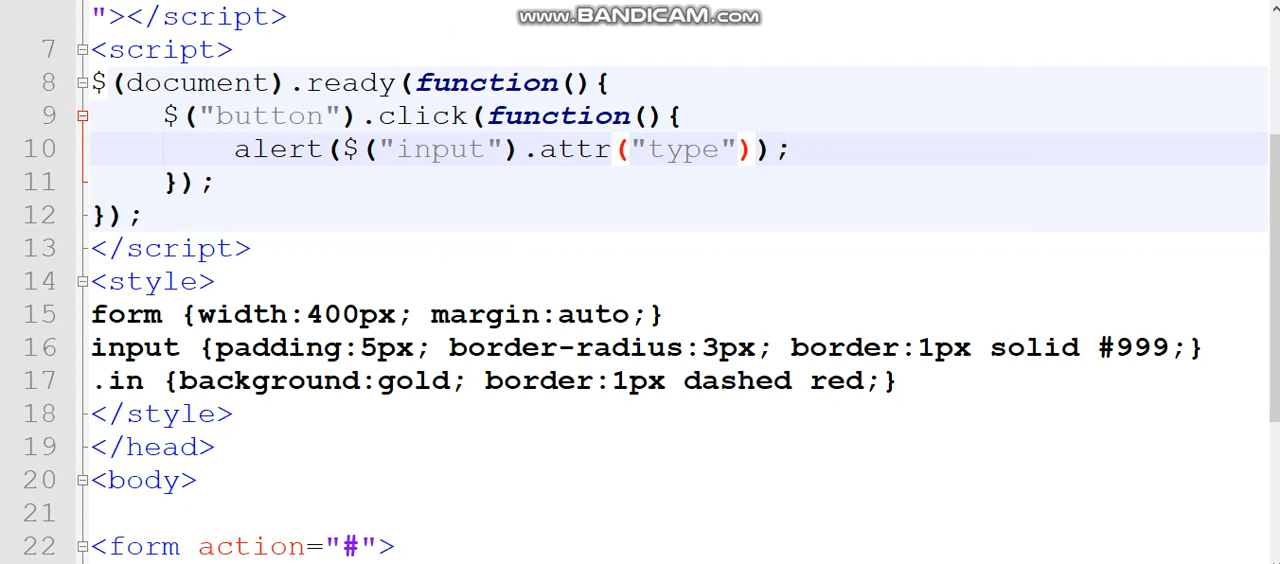 www.BANDICAM.com
"></script>
7 <script>
8 $(document).ready(function(){
9 $("button").click(function(){
10 alert($("input").attr("type"));
11 });
12 });
13 </script>
14 <style>
15 form {width:400px; margin:auto;}
16 input {padding:5px; border-radius:3px; border:1px solid #999;}
17 .in {background:gold; border:1px dashed red;}
18 </style>
19 </head>
20 <body>
21
22 <form action="#">